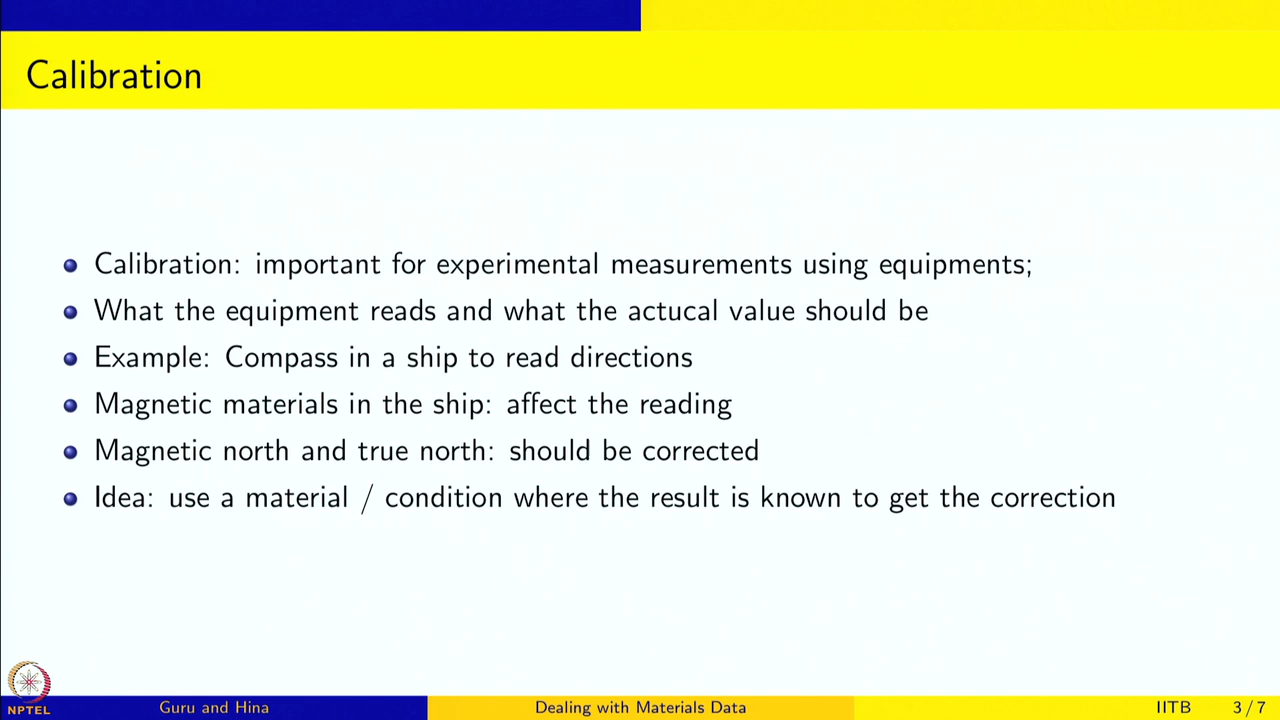 Calibration
Calibration: important for experimental measurements using equipments;
What the equipment reads and what the actucal value should be
Example: Compass in a ship to read directions
Magnetic materials in the ship: affect the reading
Magnetic north and true north: should be corrected
Idea: use a material / condition where the result is known to get the correction
NPTEL
Guru and Hina
Dealing with Materials Data
IITB
3 / 7